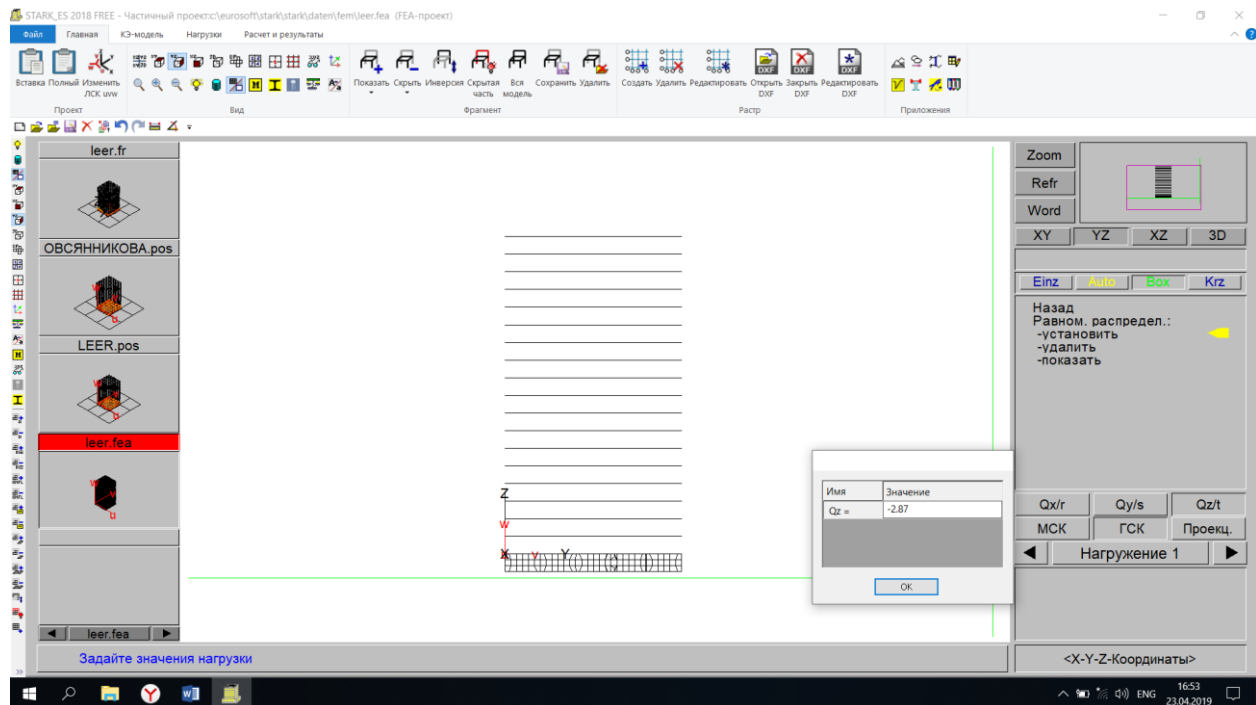 STARK_ES 2018 FREE - Частичный проект:c:\eurosoft\stark\stark\daten\fem\leer.fea (FEA-проект)
Файл Главная КЭ-модель Нагрузки Расчет и результаты
Вставка Полный Изменить ЛСК uvw
Показать Скрыть Инверсия Скрытая часть Вся модель Сохранить Удалить
Создать Удалить Редактировать Открыть DXF Закрыть DXF Редактировать DXF
Проект Вид Фрагмент Растр Приложения
leer.fr
ОВСЯННИКОВА.pos
LEER.pos
leer.fea
leer.fea
Z
w
X v Y
Имя Значение
Qz = -2.87
OK
Zoom
Refr
Word
XY YZ XZ 3D
Einz Auto Box Krz
Назад
Равном. распредел.:
-установить
-удалить
-показать
Qx/r Qy/s Qz/t
МСК ГСК Проекц.
Нагружение 1
Задайте значения нагрузки
<X-Y-Z-Координаты>
ENG 16:53
23.04.2019